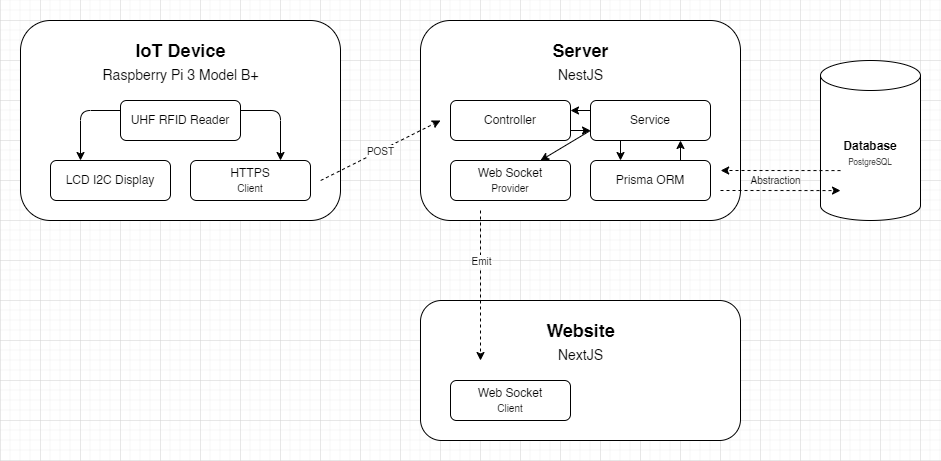 IoT Device
Raspberry Pi 3 Model B+
UHF RFID Reader
LCD I2C Display
HTTPS
Client
POST
Server
NestJS
Controller
Service
Web Socket
Provider
Prisma ORM
Abstraction
Database
PostgreSQL
Emit
Website
NextJS
Web Socket
Client